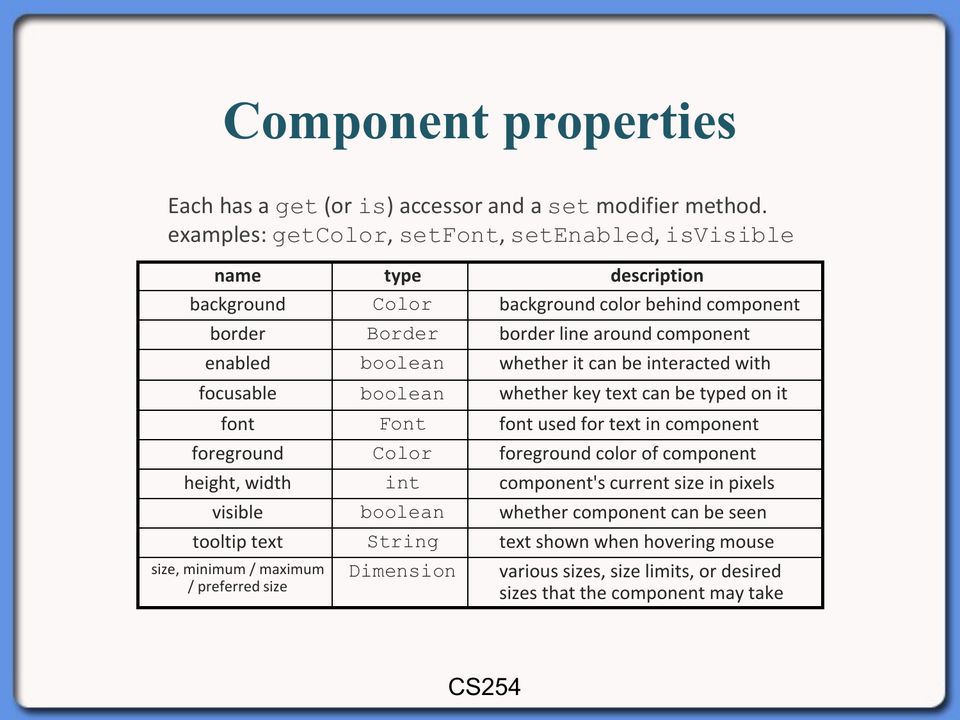 Component properties
Each has a get (or is) accessor and a set modifier method.
examples: getColor, setFont, setEnabled, isVisible
name type description
background Color background color behind component
border Border border line around component
enabled boolean whether it can be interacted with
focusable boolean whether key text can be typed on it
font Font font used for text in component
foreground Color foreground color of component
height, width int component's current size in pixels
visible boolean whether component can be seen
tooltip text String text shown when hovering mouse
size, minimum / maximum Dimension various sizes, size limits, or desired
/ preferred size sizes that the component may take
CS254